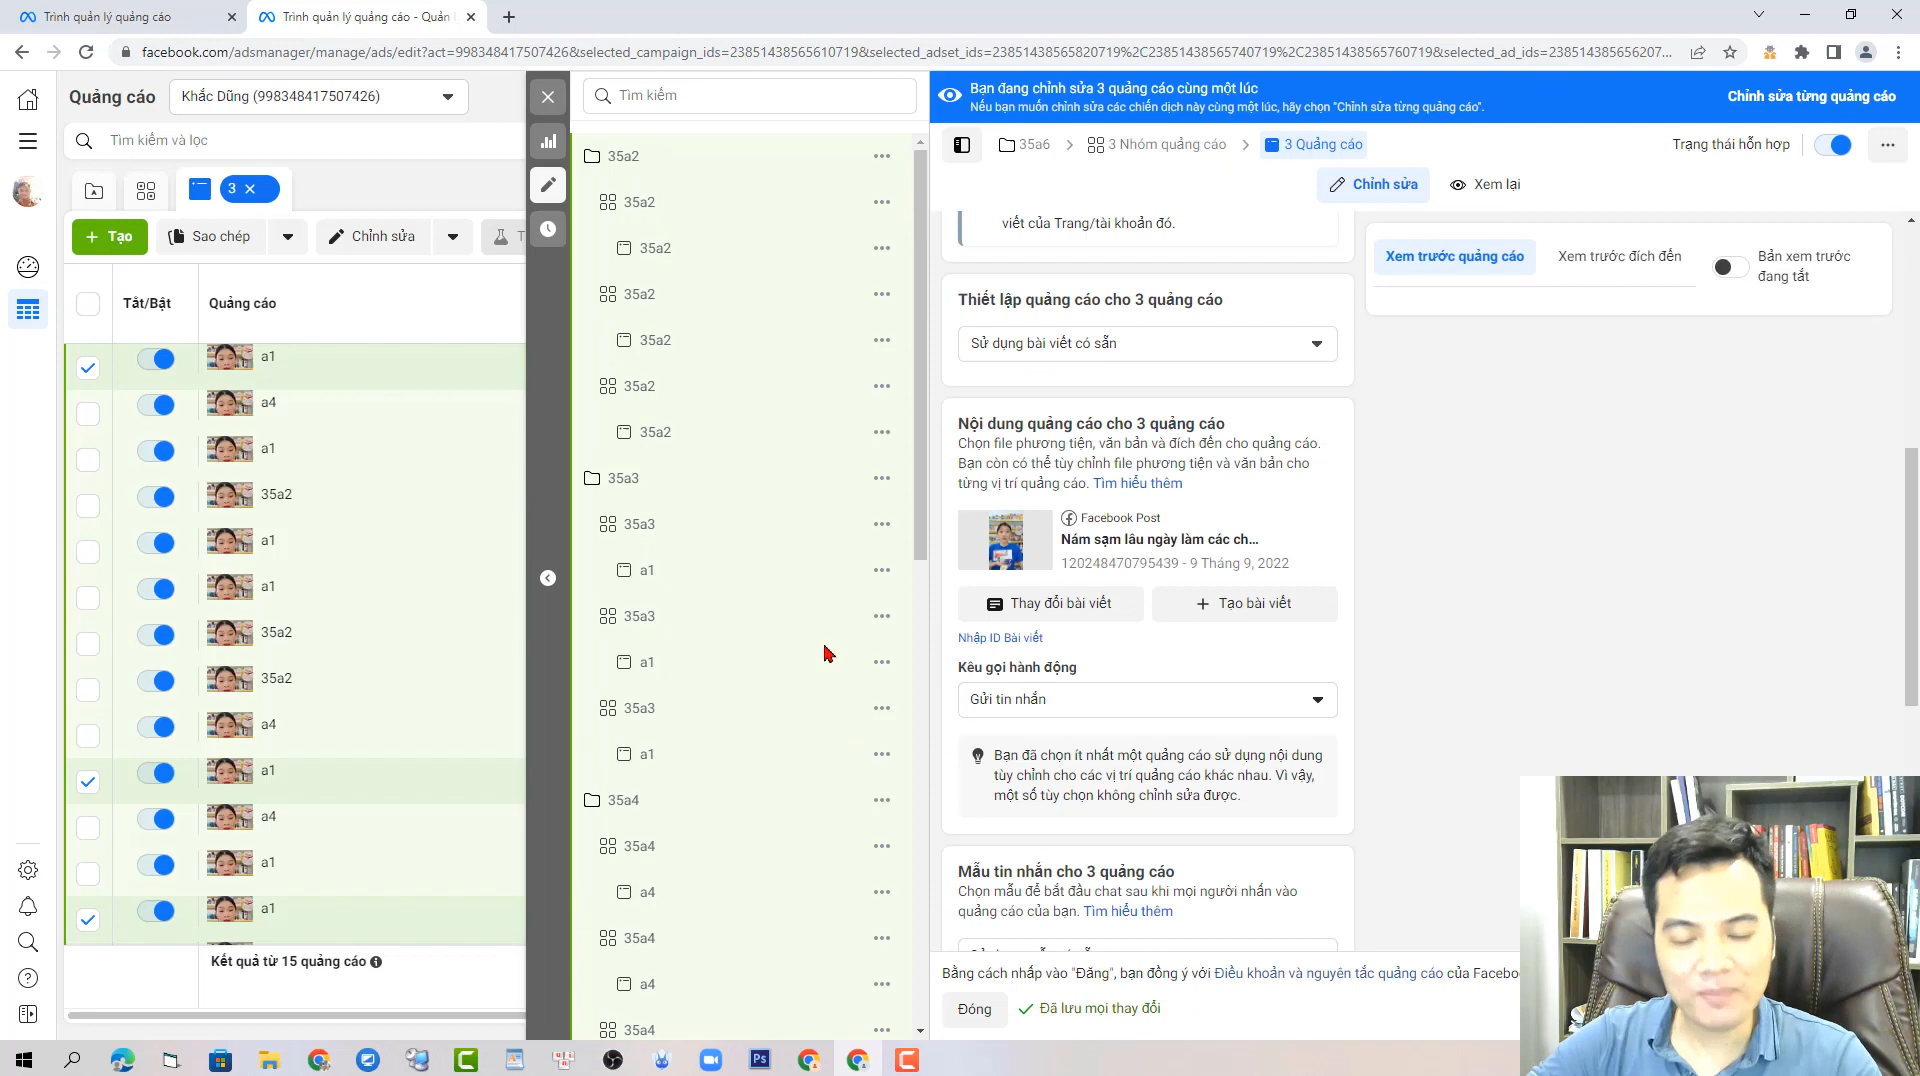 Trình quản lý quảng cáo
Trình quản lý quảng cáo - Quản l
facebook.com/adsmanager/manage/ads/edit?act=998348417507426&selected_campaign_ids=23851438565610719&selected_adset_ids=23851438565820719%2C23851438565740719%2C23851438565760719&selected_ad_ids=238514385656207...
Quảng cáo
Khắc Dũng (998348417507426)
Tìm kiếm và lọc
3
Tạo
Sao chép
Chỉnh sửa
T
Tắt/Bật
Quảng cáo
a1
a4
a1
35a2
a1
a1
35a2
35a2
a4
a1
a4
a1
a1
Kết quả từ 15 quảng cáo
Tìm kiếm
35a2
35a2
35a2
35a2
35a2
35a2
35a2
35a3
35a3
a1
35a3
a1
35a3
a1
35a4
35a4
a4
35a4
a4
35a4
Bạn đang chỉnh sửa 3 quảng cáo cùng một lúc
Nếu bạn muốn chỉnh sửa các chiến dịch này cùng một lúc, hãy chọn "Chỉnh sửa từng quảng cáo".
Chỉnh sửa từng quảng cáo
35a6
3 Nhóm quảng cáo
3 Quảng cáo
Trạng thái hỗn hợp
Chỉnh sửa
Xem lại
viết của Trang/tài khoản đó.
Thiết lập quảng cáo cho 3 quảng cáo
Sử dụng bài viết có sẵn
Nội dung quảng cáo cho 3 quảng cáo
Chọn file phương tiện, văn bản và đích đến cho quảng cáo.
Bạn còn có thể tùy chỉnh file phương tiện và văn bản cho
từng vị trí quảng cáo. Tìm hiểu thêm
Facebook Post
Nám sạm lâu ngày làm các ch...
120248470795439 - 9 Tháng 9, 2022
Thay đổi bài viết
Tạo bài viết
Nhập ID Bài viết
Kêu gọi hành động
Gửi tin nhắn
Bạn đã chọn ít nhất một quảng cáo sử dụng nội dung
tùy chỉnh cho các vị trí quảng cáo khác nhau. Vì vậy,
một số tùy chọn không chỉnh sửa được.
Mẫu tin nhắn cho 3 quảng cáo
Chọn mẫu để bắt đầu chat sau khi mọi người nhấn vào
quảng cáo của bạn. Tìm hiểu thêm
Bằng cách nhấp vào "Đăng", bạn đồng ý với Điều khoản và nguyên tắc quảng cáo của Faceboo
Đóng
Đã lưu mọi thay đổi
Xem trước quảng cáo
Xem trước đích đến
Bản xem trước
đang tắt